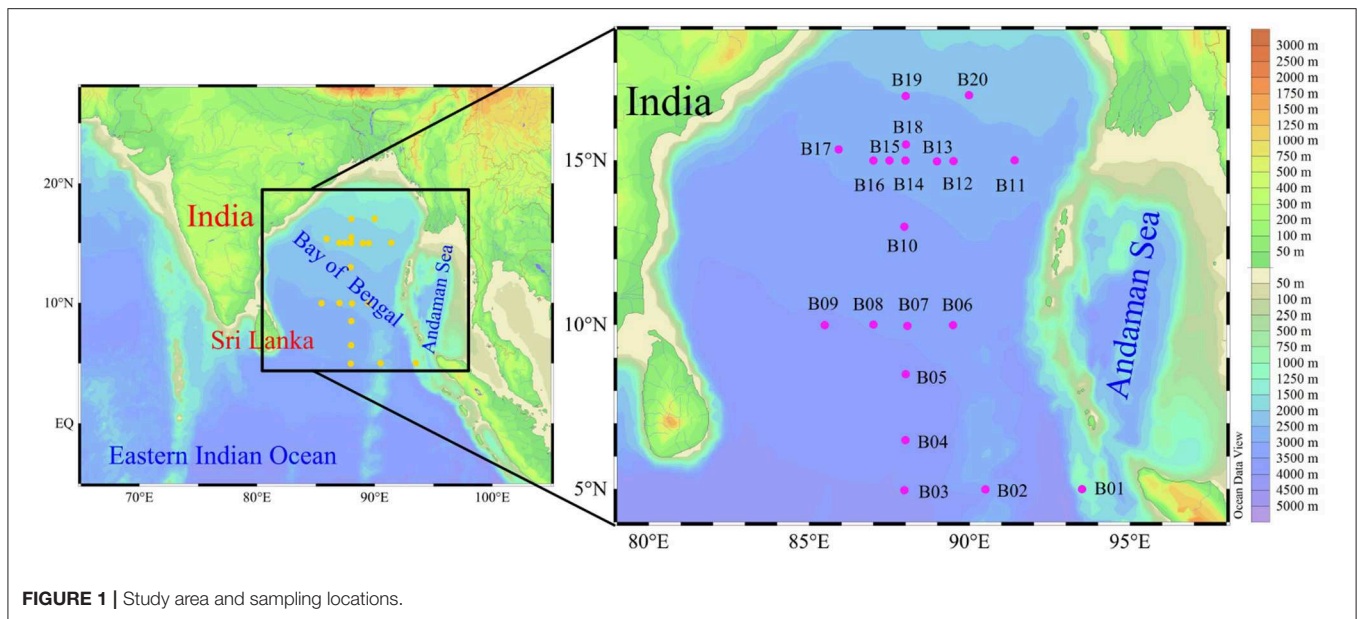 India
Sri Lanka
Bay of Bengal
Andaman Sea
Eastern Indian Ocean
20°N
10°N
EQ
70°E
80°E
90°E
100°E
India
Andaman Sea
B19
B20
B18
B17
B15
B13
B16
B14
B12
B11
B10
B09
B08
B07
B06
B05
B04
B03
B02
B01
15°N
10°N
5°N
80°E
85°E
90°E
95°E
Ocean Data View
3000 m
2500 m
2000 m
1750 m
1500 m
1250 m
1000 m
750 m
500 m
400 m
300 m
200 m
100 m
50 m
50 m
100 m
250 m
500 m
750 m
1000 m
1250 m
1500 m
2000 m
2500 m
3000 m
3500 m
4000 m
4500 m
5000 m
FIGURE 1 | Study area and sampling locations.